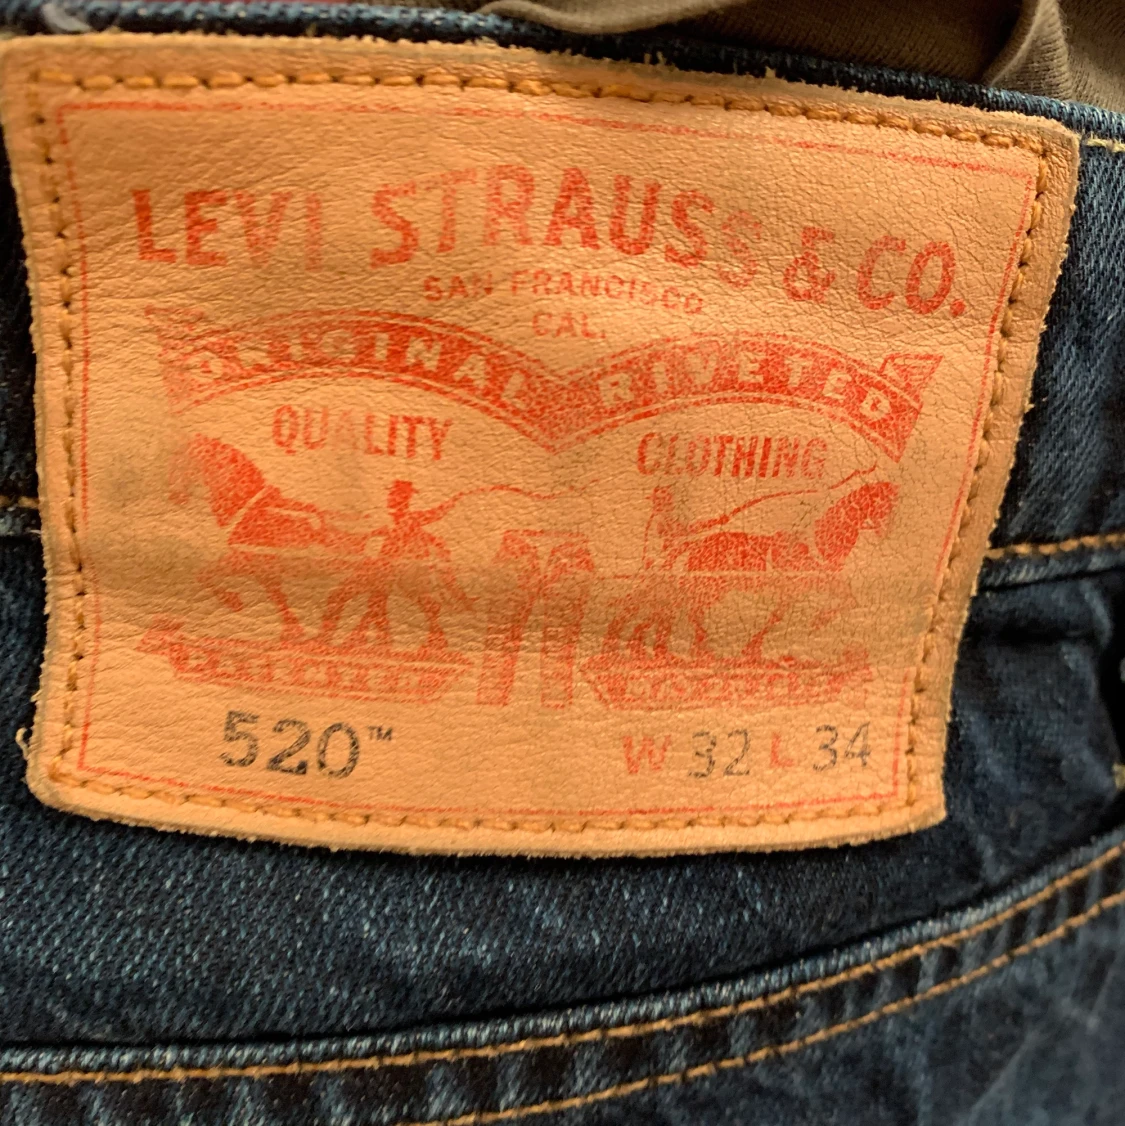 LEVI STRAUSS & CO.
SAN FRANCISCO
CAL.
ORIGINAL RIVETED
QUALITY CLOTHING
520™ W 32 L 34